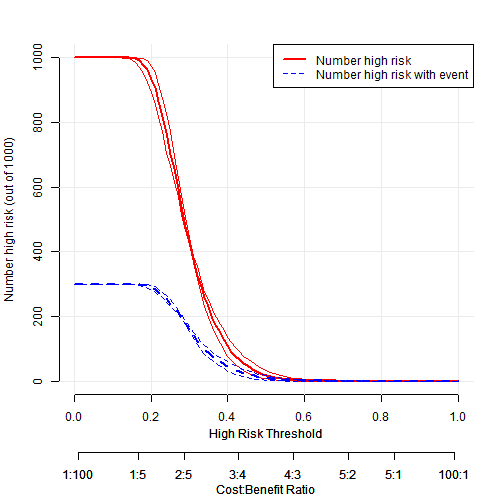 Number high risk
Number high risk with event
Number high risk (out of 1000)
1000
800
600
400
200
0
0.0 0.2 0.4 0.6 0.8 1.0
High Risk Threshold
1:100 1:5 2:5 3:4 4:3 5:2 5:1 100:1
Cost:Benefit Ratio